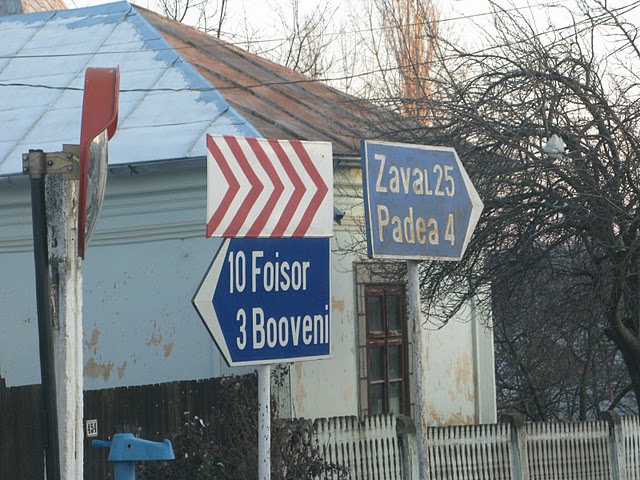 10 Foisor
3 Booveni
Zaval 25
Padea 4